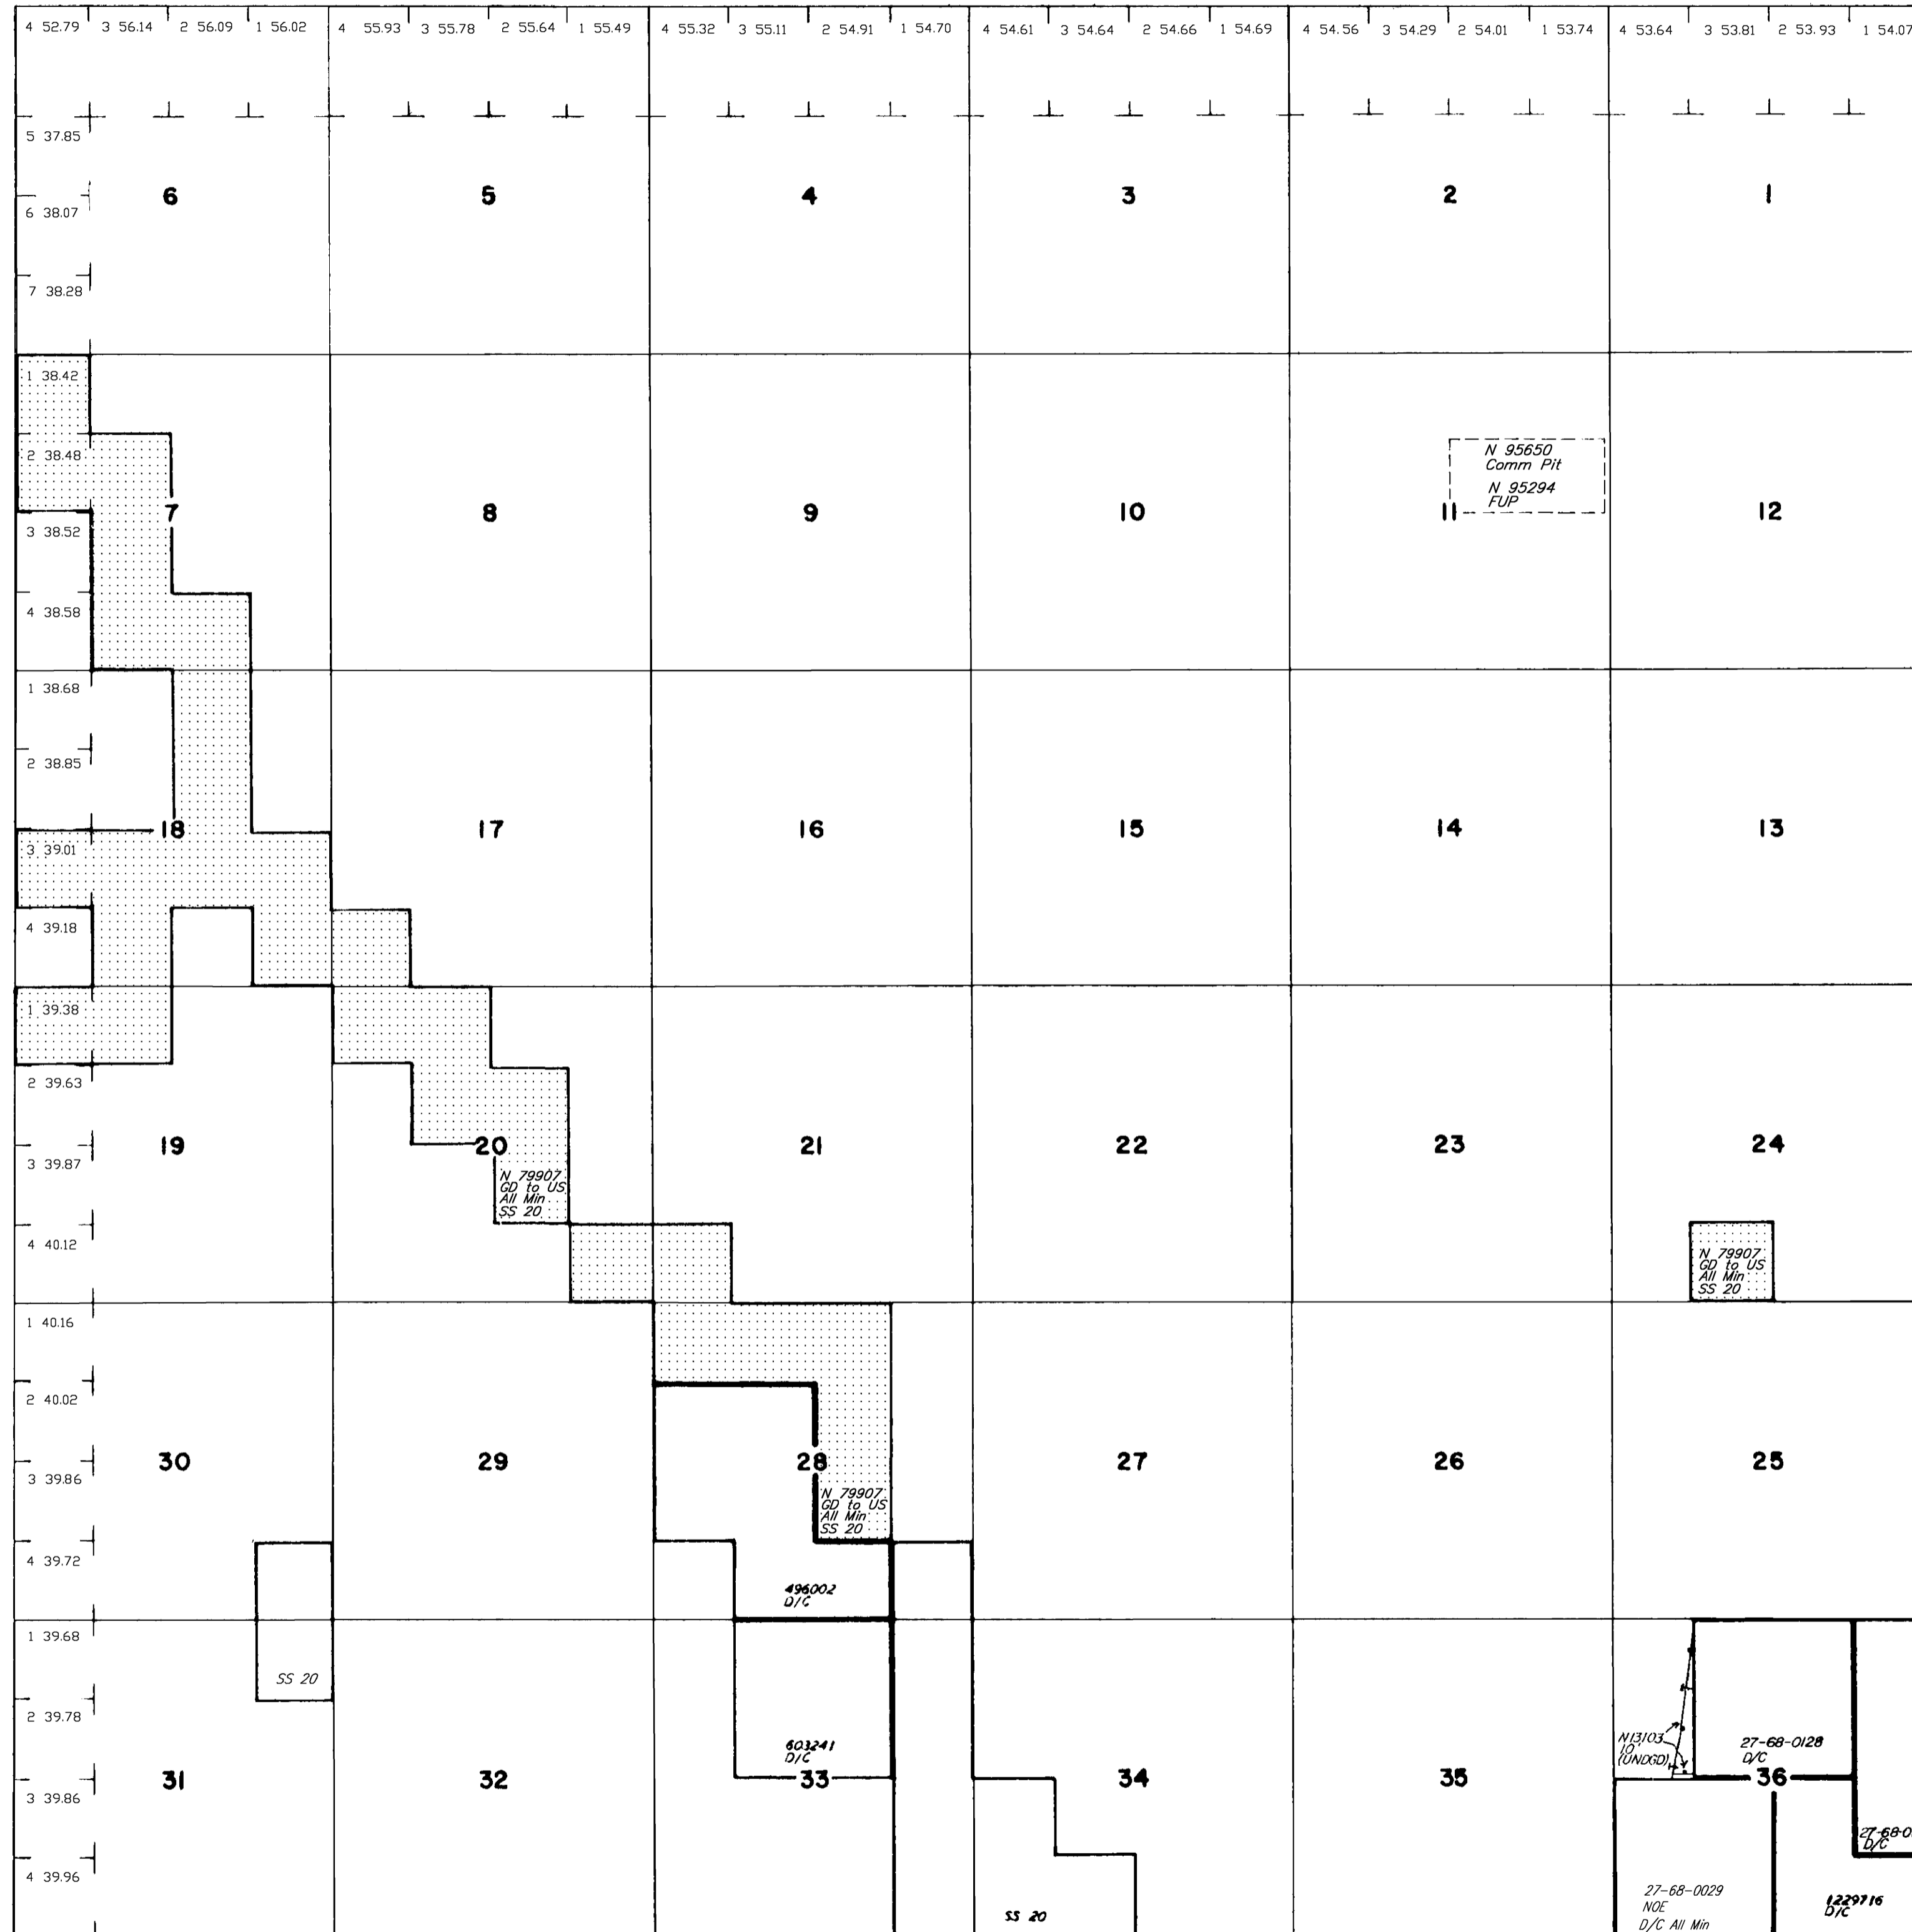 4 52.79 3 56.14 2 56.09 1 56.02 4 55.93 3 55.78 2 55.64 1 55.49 4 55.32 3 55.11 2 54.91 1 54.70 4 54.61 3 54.64 2 54.66 1 54.69 4 54.56 3 54.29 2 54.01 1 53.74 4 53.64 3 53.81 2 53.93 1 54.07
5 37.85
6 5 4 3 2 1
6 38.07
7 38.28
1 38.42
2 38.48
N 95650
Comm Pit
N 95294
FUP
7 8 9 10 11 12
3 38.52
4 38.58
1 38.68
2 38.85
18 17 16 15 14 13
3 39.01
4 39.18
1 39.38
2 39.63
19 20 21 22 23 24
3 39.87
N 79907
GD to US
All Min
SS 20
4 40.12
N 79907
GD to US
All Min
SS 20
1 40.16
2 40.02
30 29 28 27 26 25
3 39.86
N 79907
GD to US
All Min
SS 20
4 39.72
496002
D/C
1 39.68
SS 20
2 39.78
603241
D/C
N13103
10'
(UNDGD)
27-68-0128
D/C
31 32 33 34 35 36
3 39.86
27-68-0
D/C
4 39.96
27-68-0029
NOE
D/C All Min
1229716
D/C
SS 20